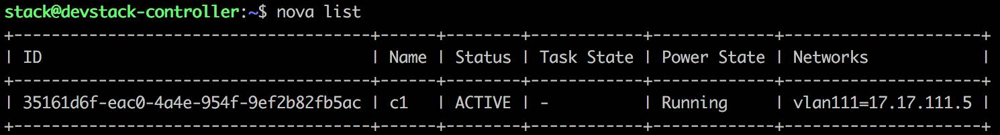 stack@devstack-controller:~$ nova list
+--------------------------------------+------+--------+------------+-------------+---------------------+
| ID                                   | Name | Status | Task State | Power State | Networks            |
+--------------------------------------+------+--------+------------+-------------+---------------------+
| 35161d6f-eac0-4a4e-954f-9ef2b82fb5ac | c1   | ACTIVE | -          | Running     | vlan111=17.17.111.5 |
+--------------------------------------+------+--------+------------+-------------+---------------------+